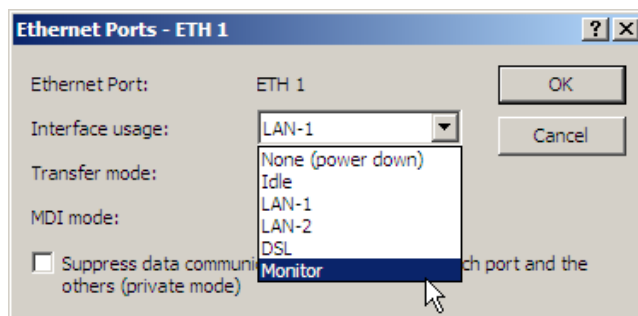 Ethernet Ports - ETH 1
Ethernet Port: ETH 1 OK
Interface usage: LAN-1 Cancel
None (power down)
Transfer mode: Idle
LAN-1
MDI mode: LAN-2
DSL
Monitor
Suppress data communi ch port and the
others (private mode)